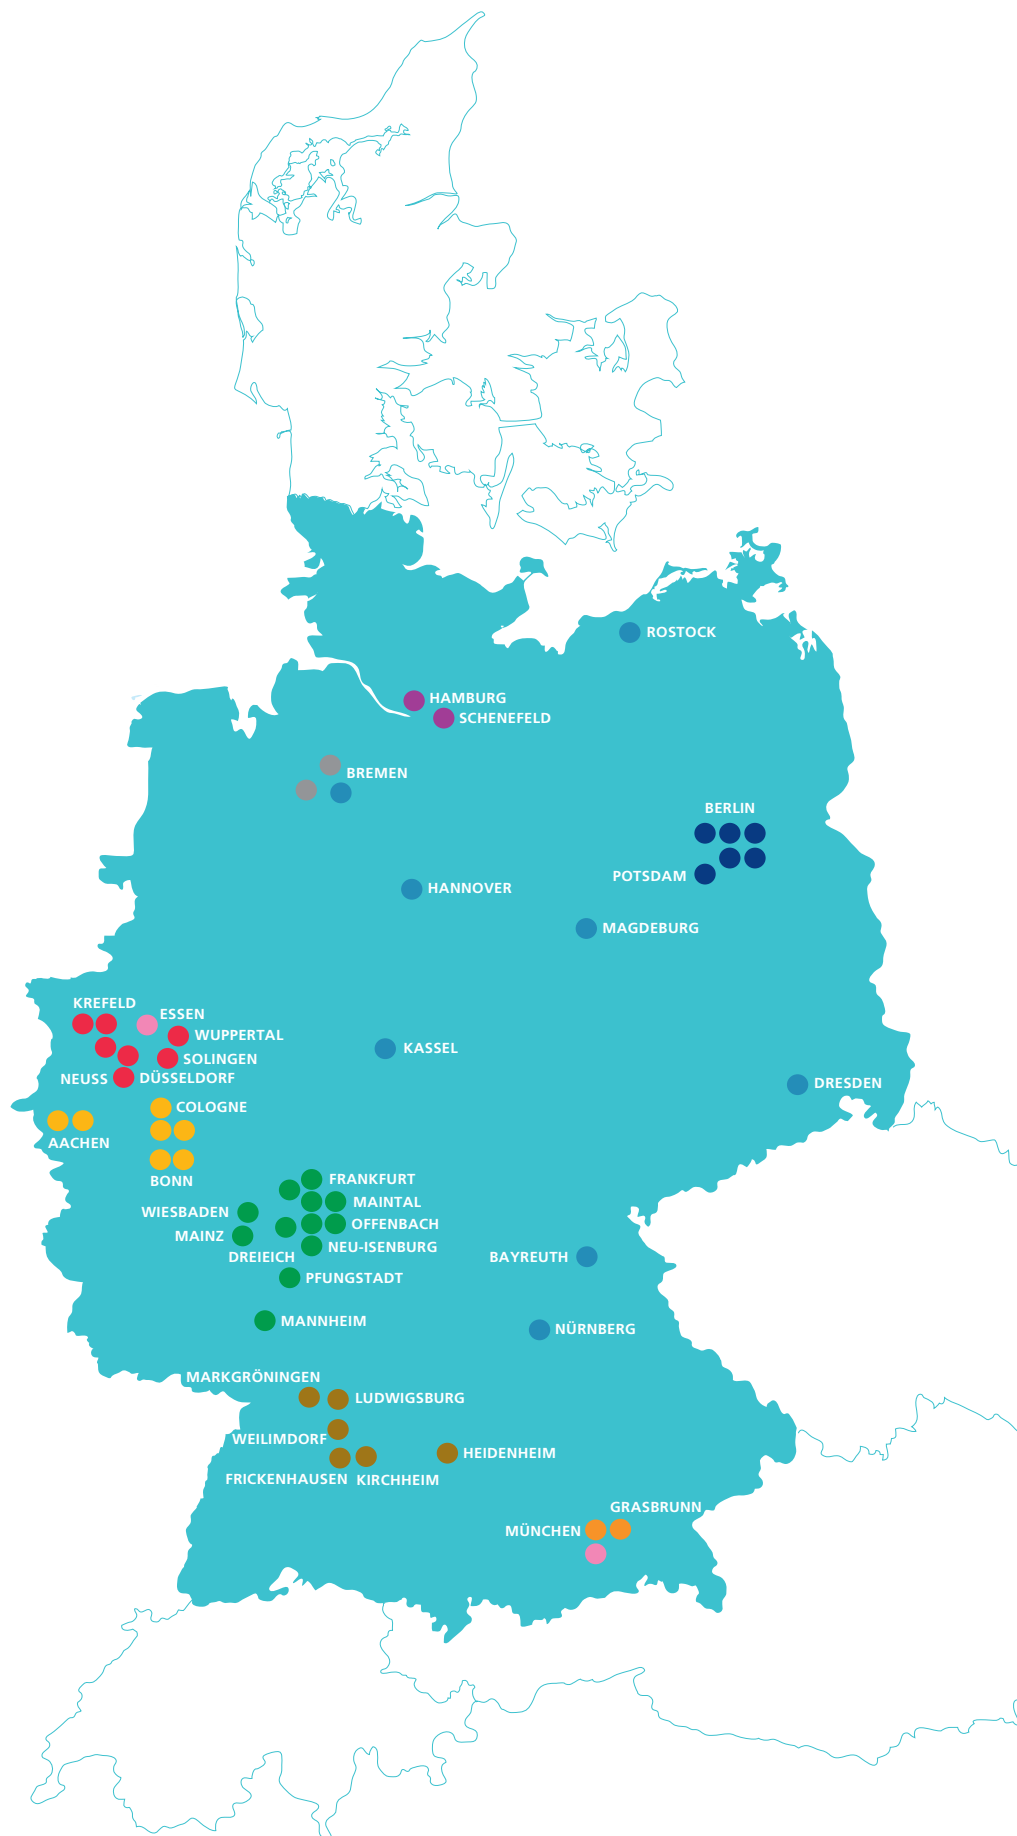 ROSTOCK
HAMBURG
SCHENEFELD
BREMEN
BERLIN
POTSDAM
HANNOVER
MAGDEBURG
KREFELD
ESSEN
WUPPERTAL
KASSEL
SOLINGEN
NEUSS
DÜSSELDORF
DRESDEN
COLOGNE
AACHEN
BONN
FRANKFURT
MAINTAL
WIESBADEN
OFFENBACH
MAINZ
NEU-ISENBURG
DREIEICH
BAYREUTH
PFUNGSTADT
MANNHEIM
NÜRNBERG
MARKGRÖNINGEN
LUDWIGSBURG
WEILIMDORF
HEIDENHEIM
FRICKENHAUSEN
KIRCHHEIM
GRASBRUNN
MÜNCHEN